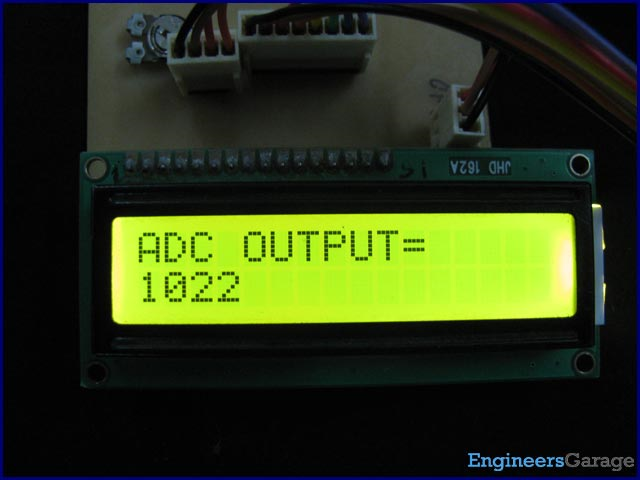 JHD 162A
ADC OUTPUT=
1022
EngineersGarage